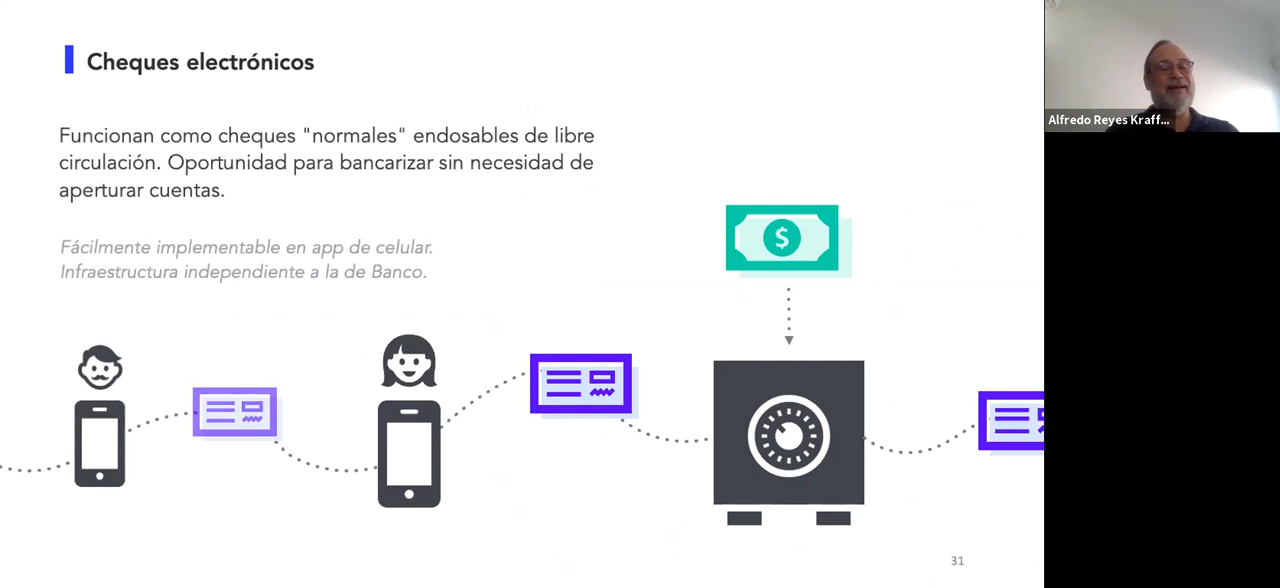 Cheques electrónicos
Funcionan como cheques "normales" endosables de libre
circulación. Oportunidad para bancarizar sin necesidad de
aperturar cuentas.
Fácilmente implementable en app de celular.
Infraestructura independiente a la de Banco.
$
31
Alfredo Reyes Kraff...